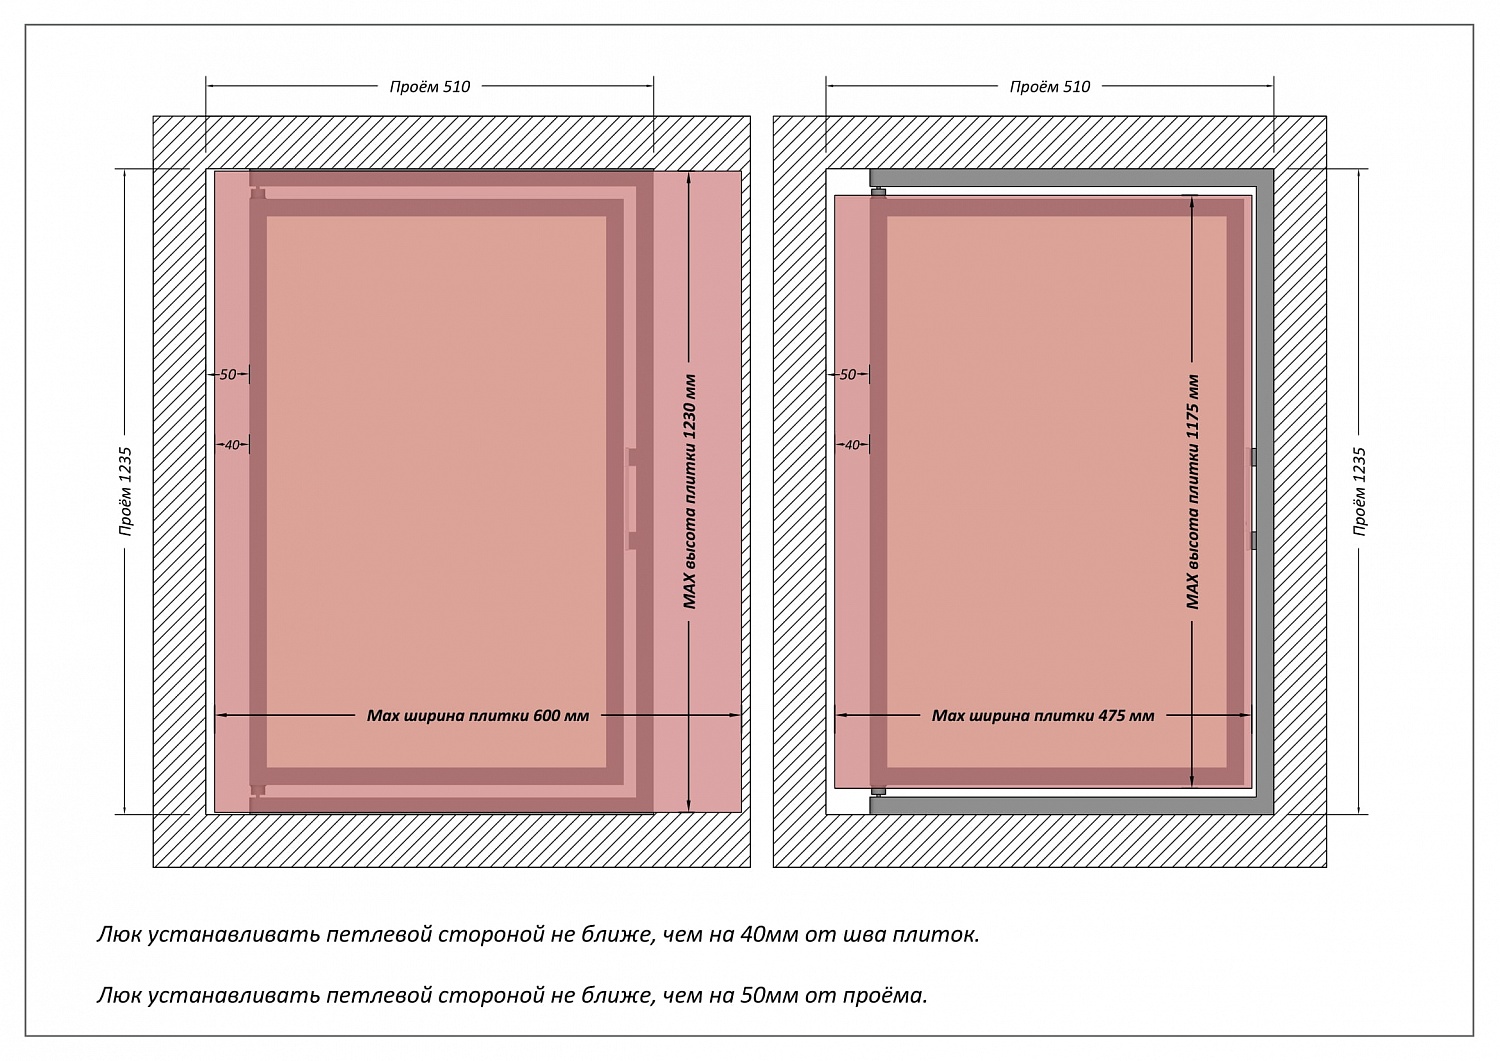 Проём 510
Проём 510
50
50
40
40
MAX высота плитки 1230 мм
MAX высота плитки 1175 мм
Проём 1235
Проём 1235
Max ширина плитки 600 мм
Max ширина плитки 475 мм
Люк устанавливать петлевой стороной не ближе, чем на 40мм от шва плиток.
Люк устанавливать петлевой стороной не ближе, чем на 50мм от проёма.